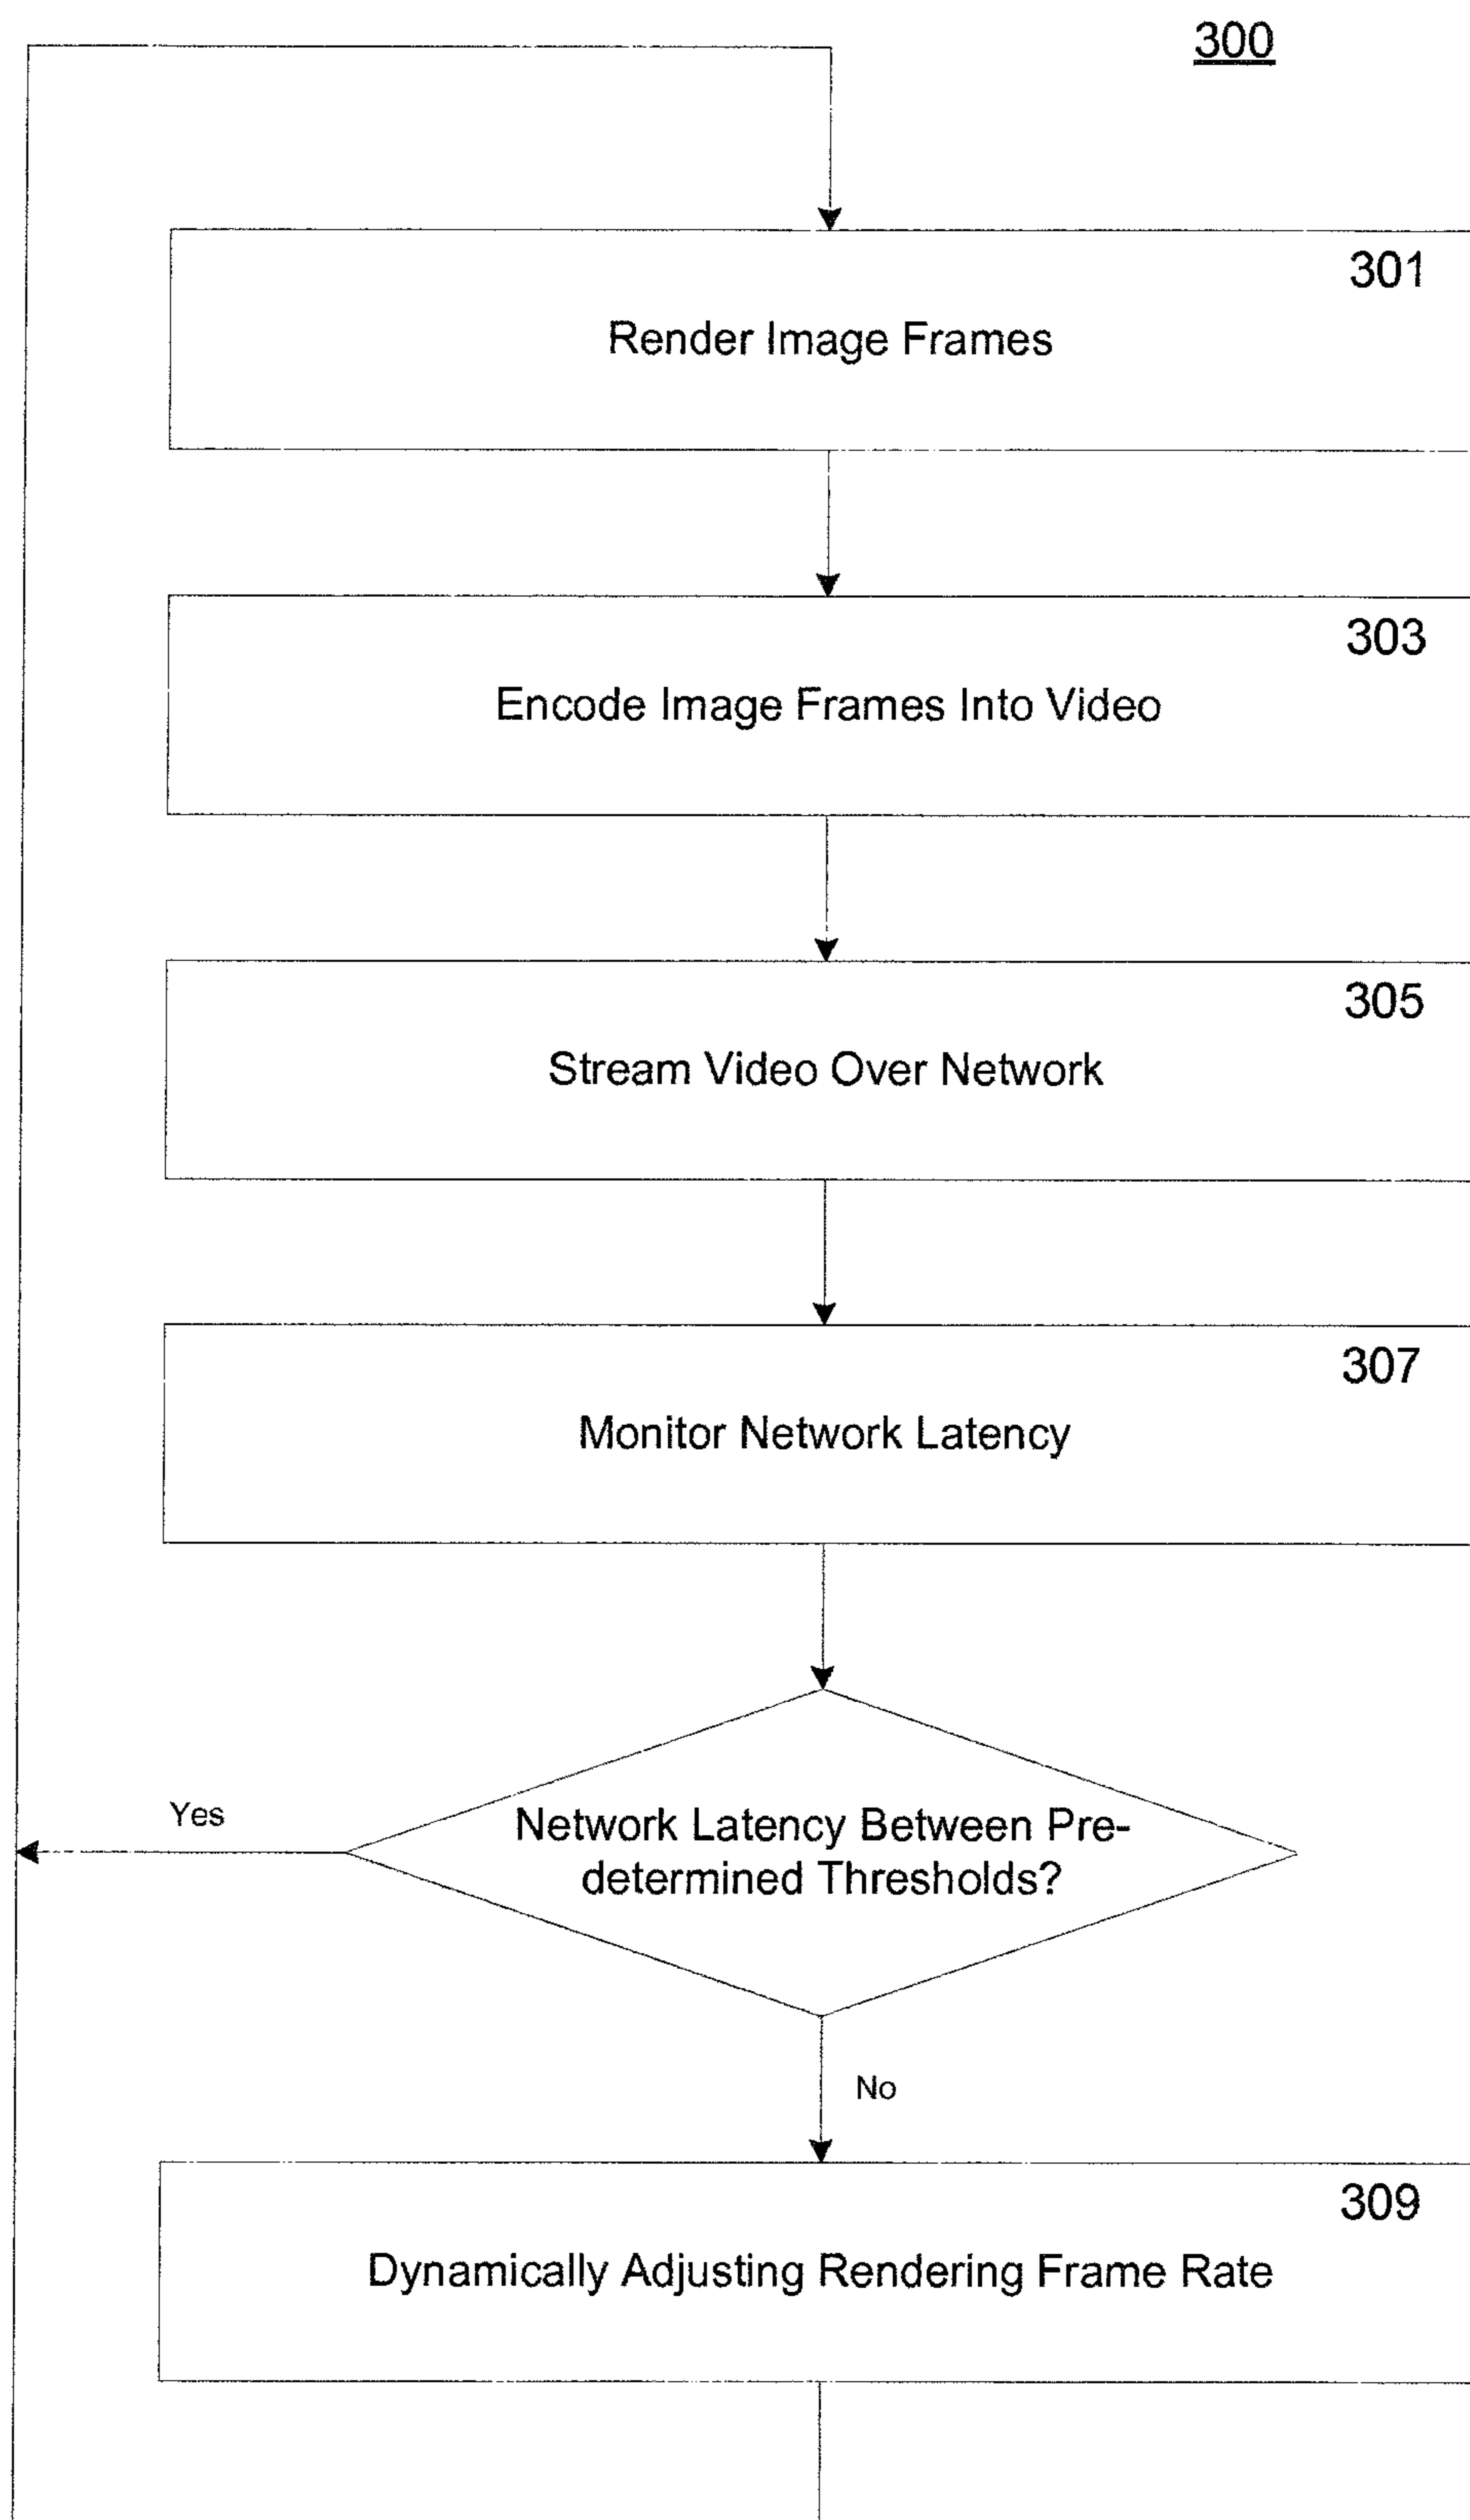 300
301
Render Image Frames
303
Encode Image Frames Into Video
305
Stream Video Over Network
307
Monitor Network Latency
Yes
Network Latency Between Pre-
determined Thresholds?
No
309
Dynamically Adjusting Rendering Frame Rate